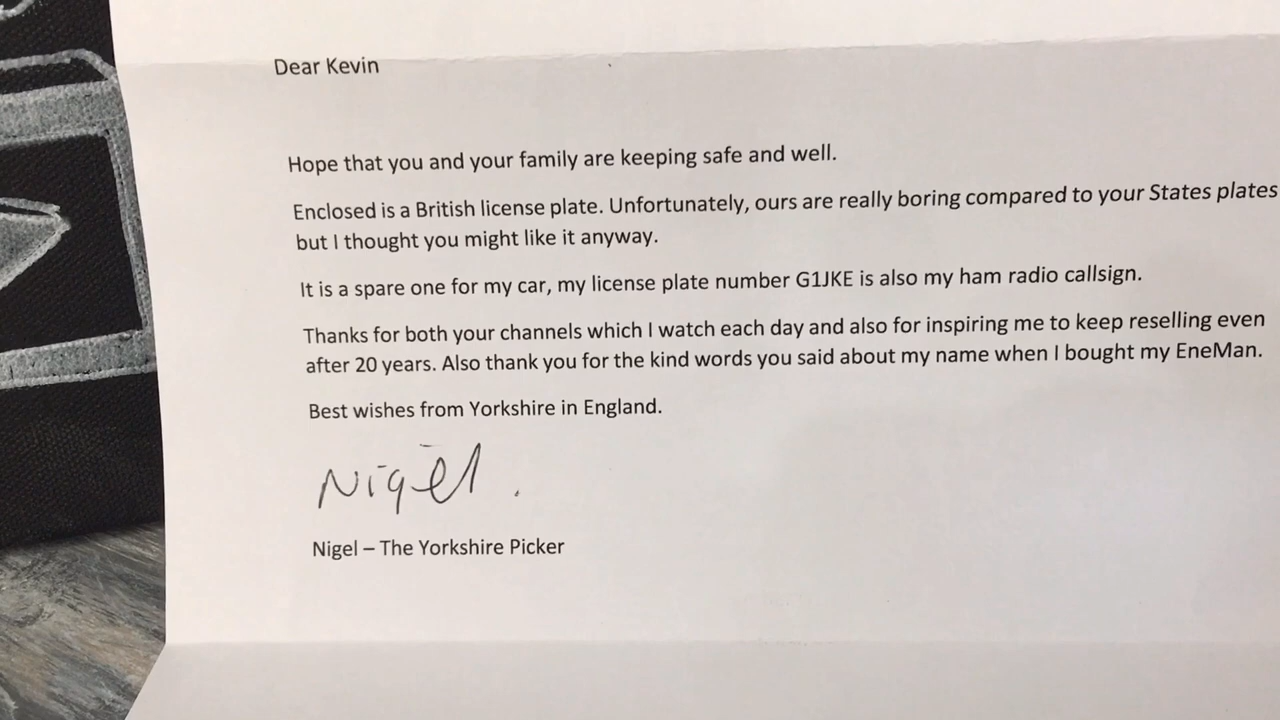 Dear Kevin
Hope that you and your family are keeping safe and well.
Enclosed is a British license plate. Unfortunately, ours are really boring compared to your States plates
but I thought you might like it anyway.
It is a spare one for my car, my license plate number G1JKE is also my ham radio callsign.
Thanks for both your channels which I watch each day and also for inspiring me to keep reselling even
after 20 years. Also thank you for the kind words you said about my name when I bought my EneMan.
Best wishes from Yorkshire in England.
Nigel.
Nigel – The Yorkshire Picker